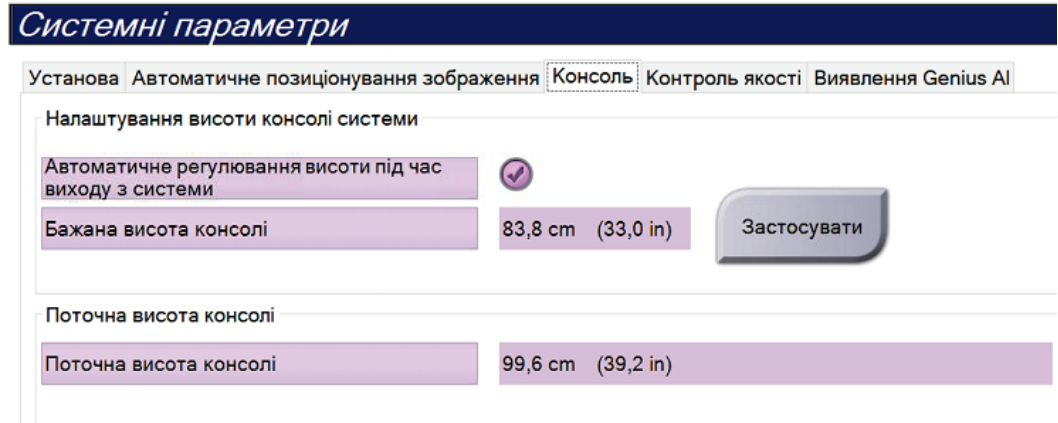 Системні параметри
Установа Автоматичне позиціонування зображення Консоль Контроль якості Виявлення Genius AI
Налаштування висоти консолі системи
Автоматичне регулювання висоти під час
виходу з системи
Бажана висота консолі 83,8 cm (33,0 in) Застосувати
Поточна висота консолі
Поточна висота консолі 99,6 cm (39,2 in)